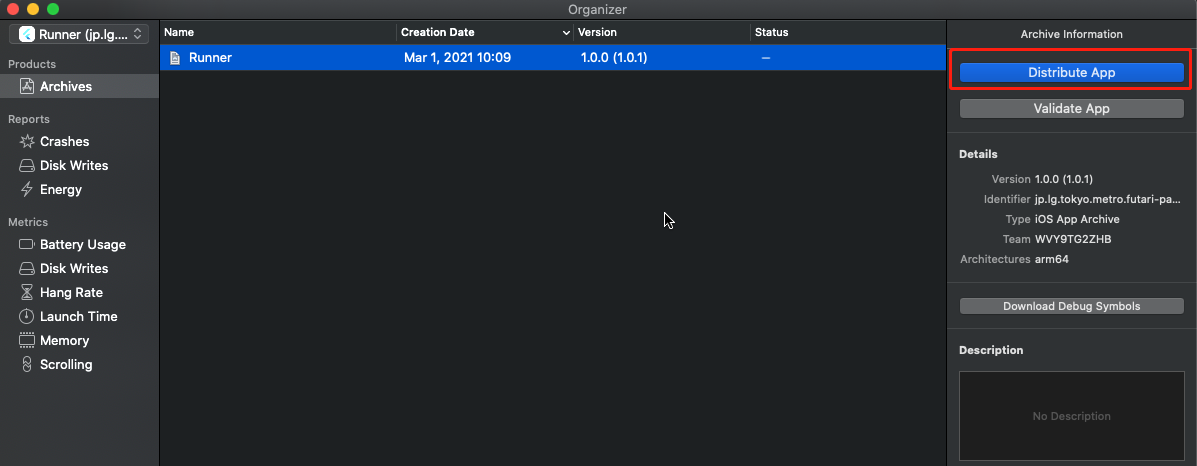 Organizer
Runner (jp.lg....
Products
Archives
Reports
Crashes
Disk Writes
Energy
Metrics
Battery Usage
Disk Writes
Hang Rate
Launch Time
Memory
Scrolling
Name Creation Date Version Status
Runner Mar 1, 2021 10:09 1.0.0 (1.0.1) —
Archive Information
Distribute App
Validate App
Details
Version 1.0.0 (1.0.1)
Identifier jp.lg.tokyo.metro.futari-pa...
Type iOS App Archive
Team WVY9TG2ZHB
Architectures arm64
Download Debug Symbols
Description
No Description